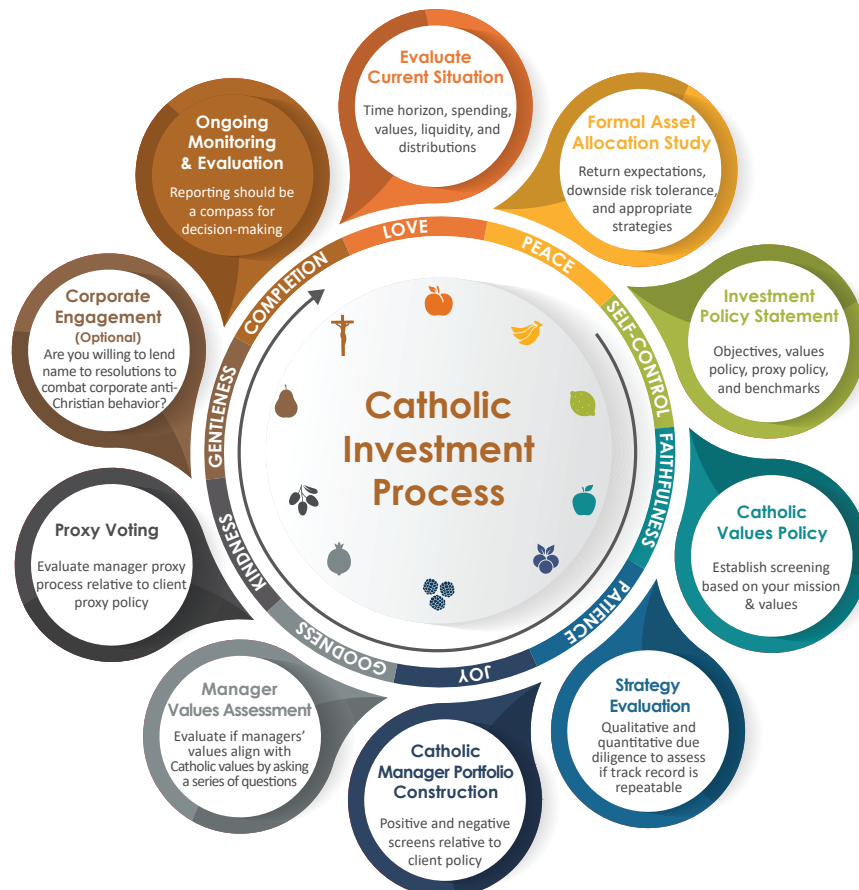 Evaluate
Current Situation
Time horizon, spending,
values, liquidity, and
distributions
Formal Asset
Allocation Study
Return expectations,
downside risk tolerance,
and appropriate
strategies
Investment
Policy Statement
Objectives, values
policy, proxy policy,
and benchmarks
Catholic
Values Policy
Establish screening
based on your mission
& values
Strategy
Evaluation
Qualitative and
quantitative due
diligence to assess
if track record is
repeatable
Catholic
Manager Portfolio
Construction
Positive and negative
screens relative to
client policy
Manager
Values Assessment
Evaluate if managers'
values align with
Catholic values by asking
a series of questions
Proxy Voting
Evaluate manager proxy
process relative to client
proxy policy
Corporate
Engagement
(Optional)
Are you willing to lend
name to resolutions to
combat corporate anti-
Christian behavior?
Ongoing
Monitoring
& Evaluation
Reporting should be
a compass for
decision-making
LOVE
PEACE
SELF-CONTROL
FAITHFULNESS
PATIENCE
JOY
GOODNESS
KINDNESS
GENTLENESS
COMPLETION
Catholic
Investment
Process